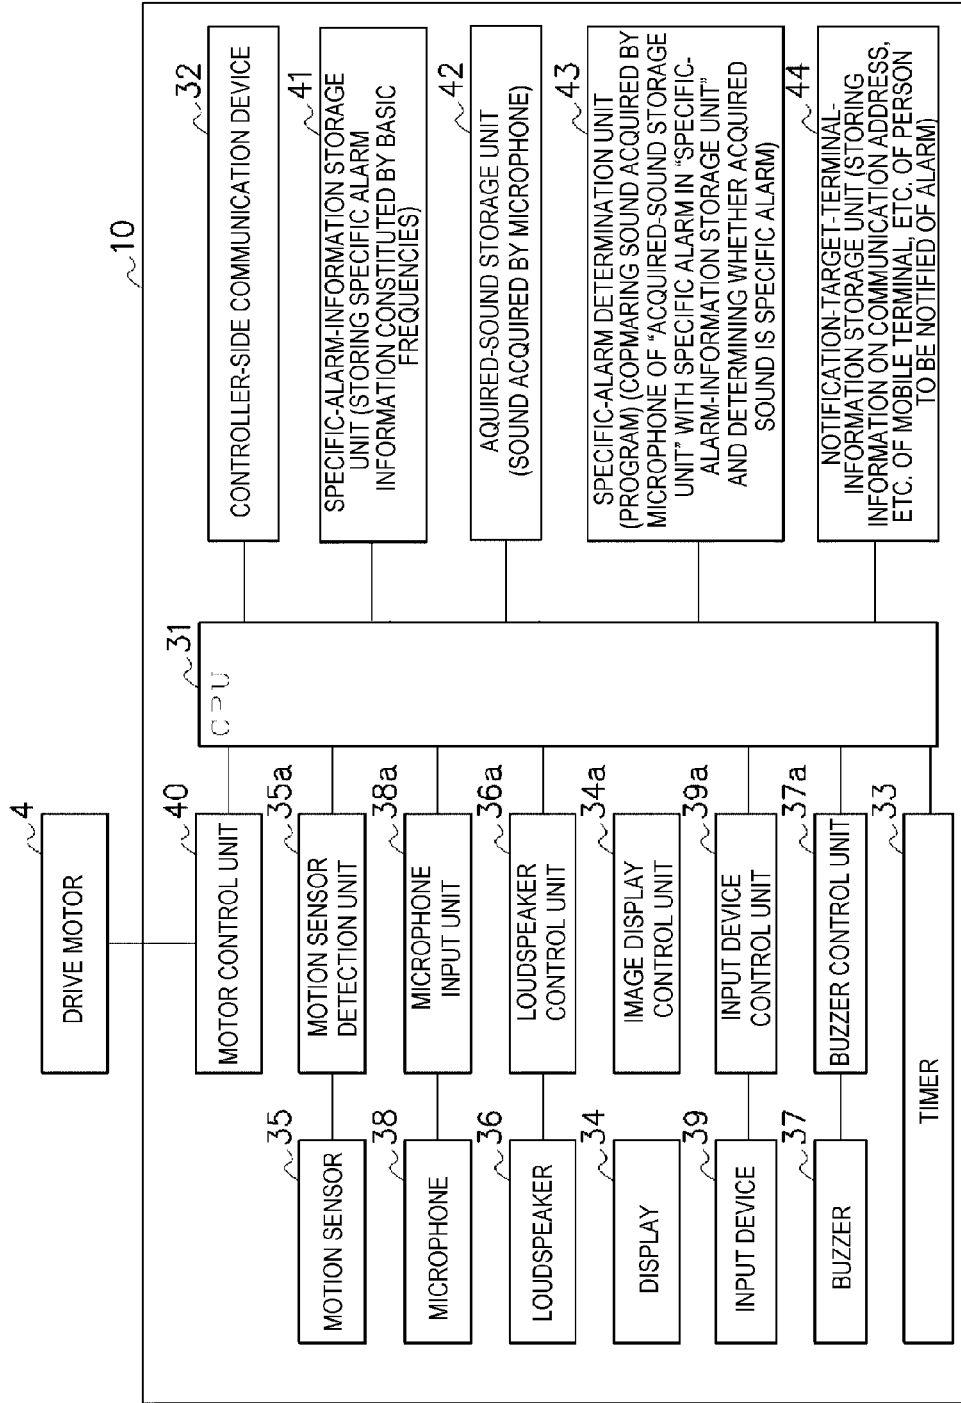 4
DRIVE MOTOR
10
40
MOTOR CONTROL UNIT
35
MOTION SENSOR
35a
MOTION SENSOR
DETECTION UNIT
38
MICROPHONE
38a
MICROPHONE
INPUT UNIT
36
LOUDSPEAKER
36a
LOUDSPEAKER
CONTROL UNIT
34
DISPLAY
34a
IMAGE DISPLAY
CONTROL UNIT
39
INPUT DEVICE
39a
INPUT DEVICE
CONTROL UNIT
37
BUZZER
37a
BUZZER CONTROL UNIT
33
TIMER
31
CPU
32
CONTROLLER-SIDE COMMUNICATION DEVICE
41
SPECIFIC-ALARM-INFORMATION STORAGE
UNIT (STORING SPECIFIC ALARM
INFORMATION CONSTITUTED BY BASIC
FREQUENCIES)
42
AQUIRED-SOUND STORAGE UNIT
(SOUND ACQUIRED BY MICROPHONE)
43
SPECIFIC-ALARM DETERMINATION UNIT
(PROGRAM) (COPMARING SOUND ACQUIRED BY
MICROPHONE OF "ACQUIRED-SOUND STORAGE
UNIT" WITH SPECIFIC ALARM IN "SPECIFIC-
ALARM-INFORMATION STORAGE UNIT"
AND DETERMINING WHETHER ACQUIRED
SOUND IS SPECIFIC ALARM)
44
NOTIFICATION-TARGET-TERMINAL-
INFORMATION STORAGE UNIT (STORING
INFORMATION ON COMMUNICATION ADDRESS,
ETC. OF MOBILE TERMINAL, ETC. OF PERSON
TO BE NOTIFIED OF ALARM)